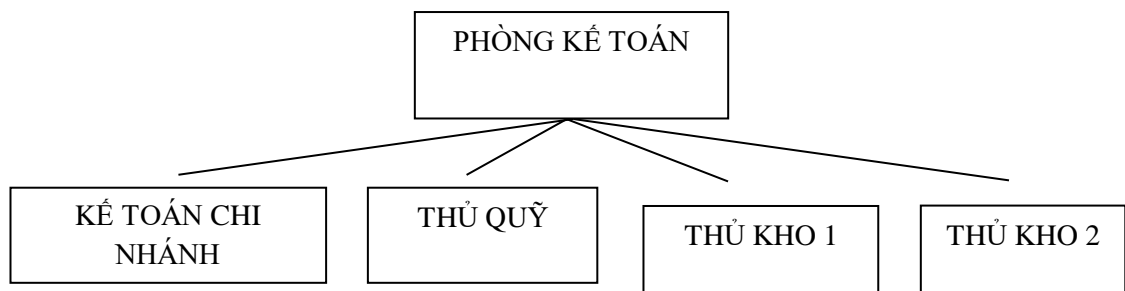 PHÒNG KẾ TOÁN
KẾ TOÁN CHI
NHÁNH
THỦ QUỸ
THỦ KHO 1
THỦ KHO 2